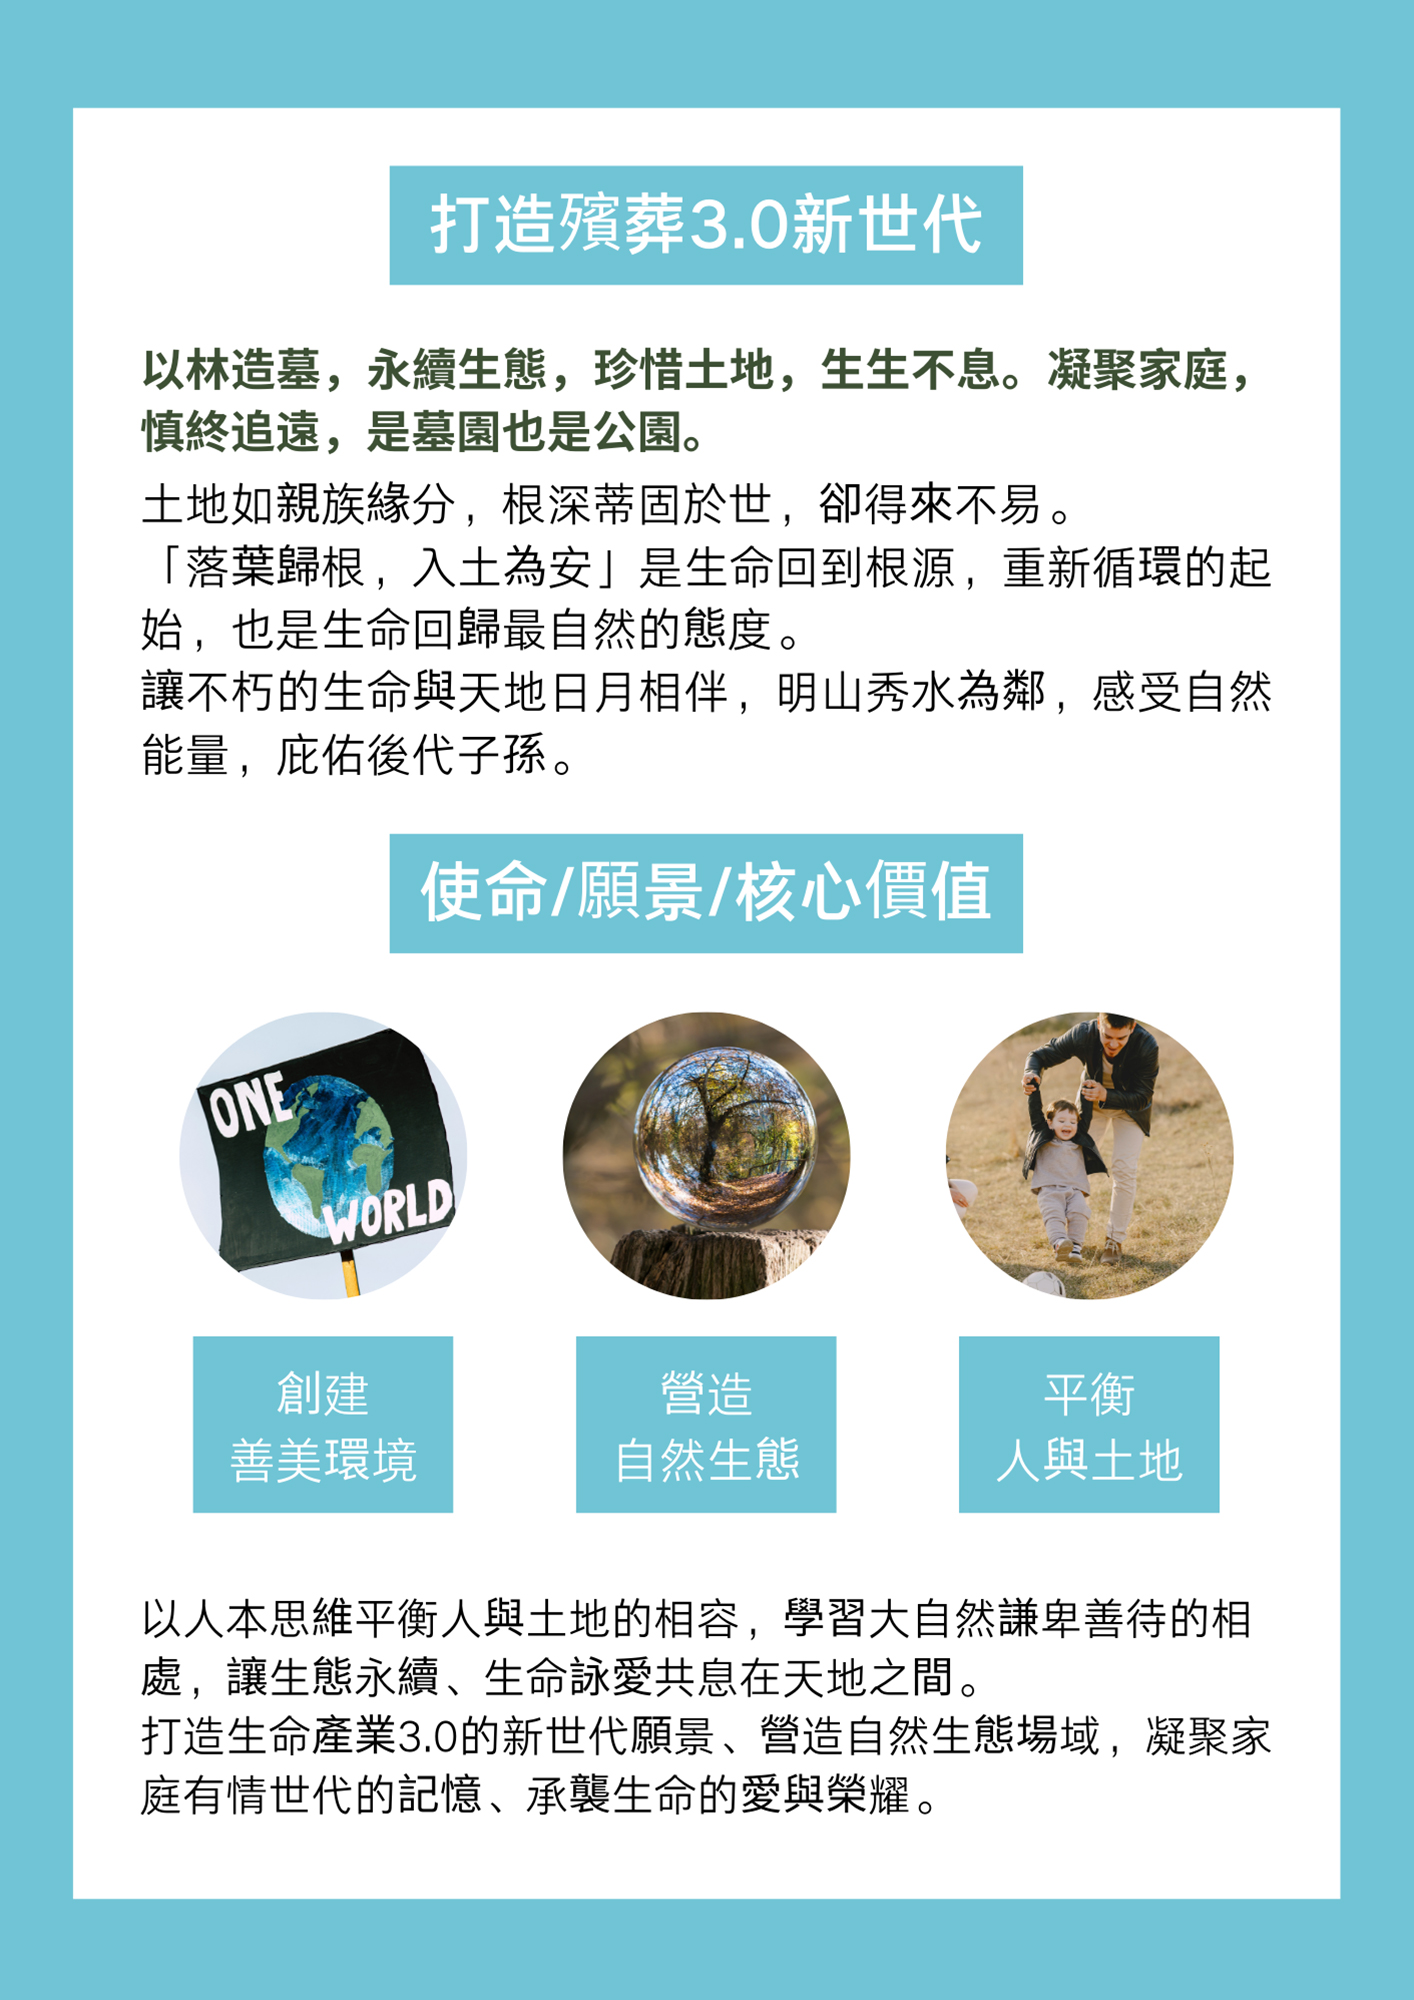 打造殯葬3.0新世代
以林造墓，永續生態，珍惜土地，生生不息。凝聚家庭，
慎終追遠，是墓園也是公園。
土地如親族緣分，根深蒂固於世，卻得來不易。
「落葉歸根，入土為安」是生命回到根源，重新循環的起
始，也是生命回歸最自然的態度。
讓不朽的生命與天地日月相伴，明山秀水為鄰，感受自然
能量，庇佑後代子孫。
使命/願景/核心價值
ONE
WORLD
創建
善美環境
營造
自然生態
平衡
人與土地
以人本思維平衡人與土地的相容，學習大自然謙卑善待的相
處，讓生態永續、生命詠愛共息在天地之間。
打造生命產業3.0的新世代願景、營造自然生態場域，凝聚家
庭有情世代的記憶、承襲生命的愛與榮耀。